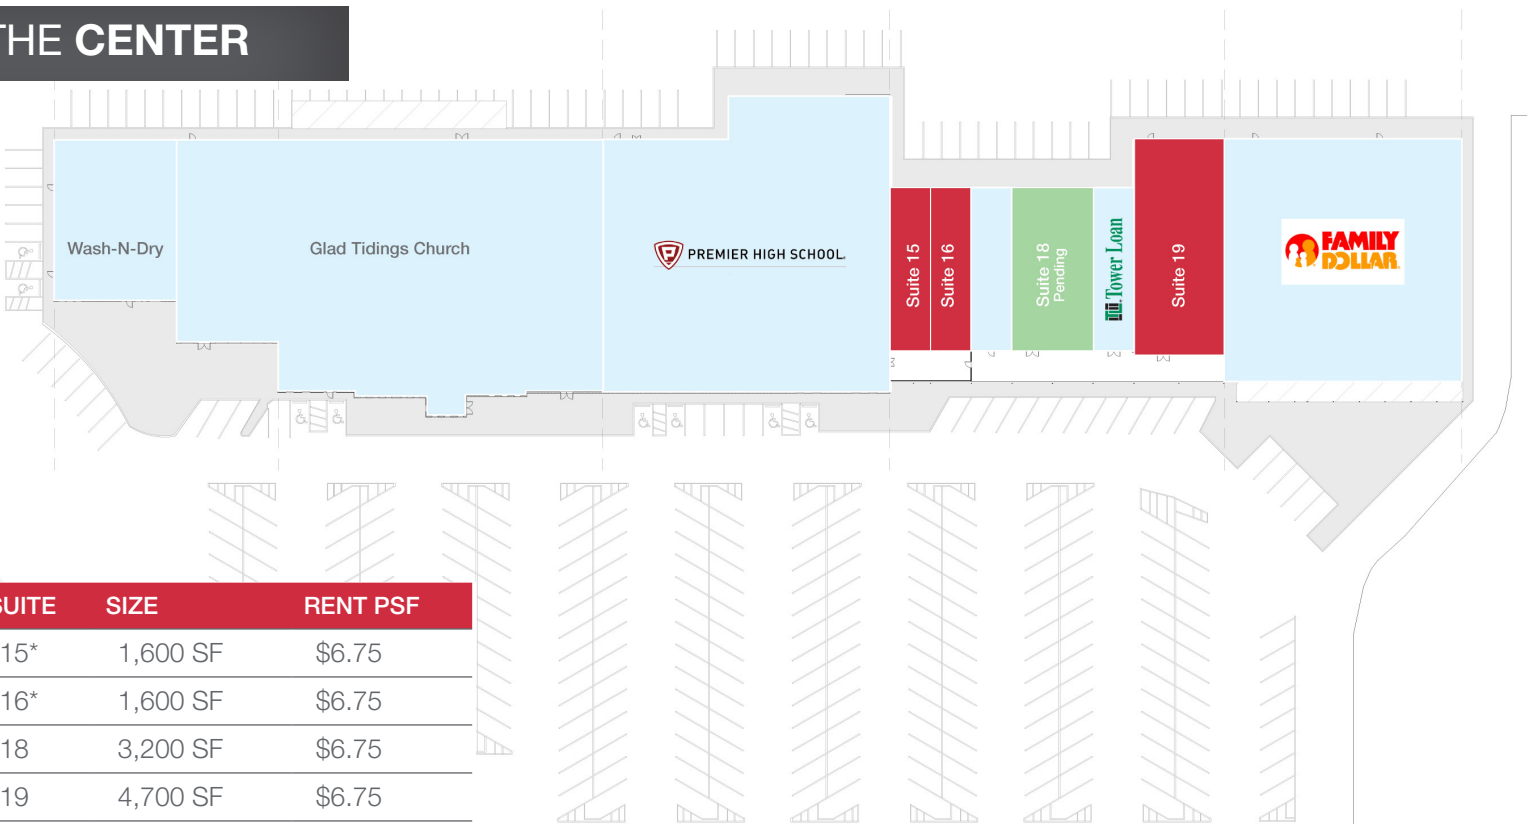 THE CENTER
Wash-N-Dry
Glad Tidings Church
P PREMIER HIGH SCHOOL
Suite 15
Suite 16
Suite 18
Pending
Tower Loan
Suite 19
FAMILY
DOLLAR
SUITE SIZE RENT PSF
15* 1,600 SF $6.75
16* 1,600 SF $6.75
18 3,200 SF $6.75
19 4,700 SF $6.75